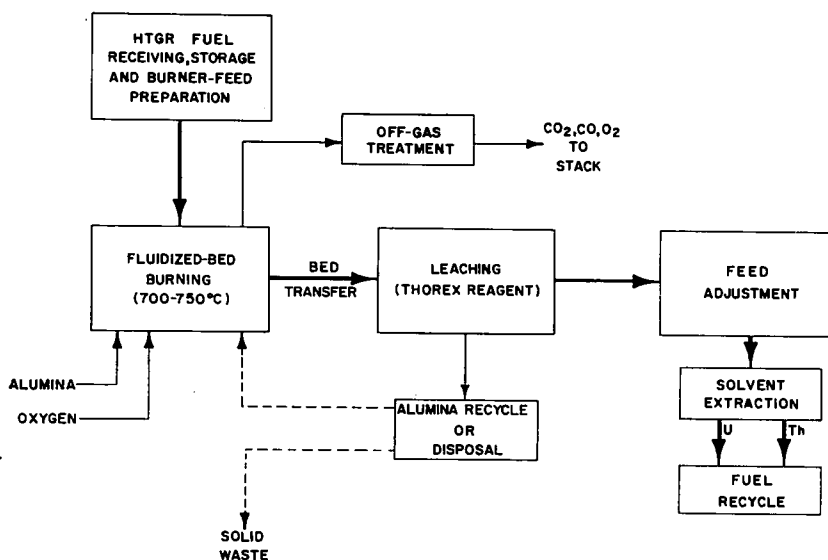 HTGR FUEL
RECEIVING,STORAGE
AND BURNER-FEED
PREPARATION
OFF-GAS
TREATMENT
CO2,CO,O2
TO
STACK
FLUIDIZED-BED
BURNING
(700-750°C)
BED
TRANSFER
LEACHING
(THOREX REAGENT)
FEED
ADJUSTMENT
ALUMINA
OXYGEN
ALUMINA RECYCLE
OR
DISPOSAL
SOLVENT
EXTRACTION
U Th
FUEL
RECYCLE
SOLID
WASTE